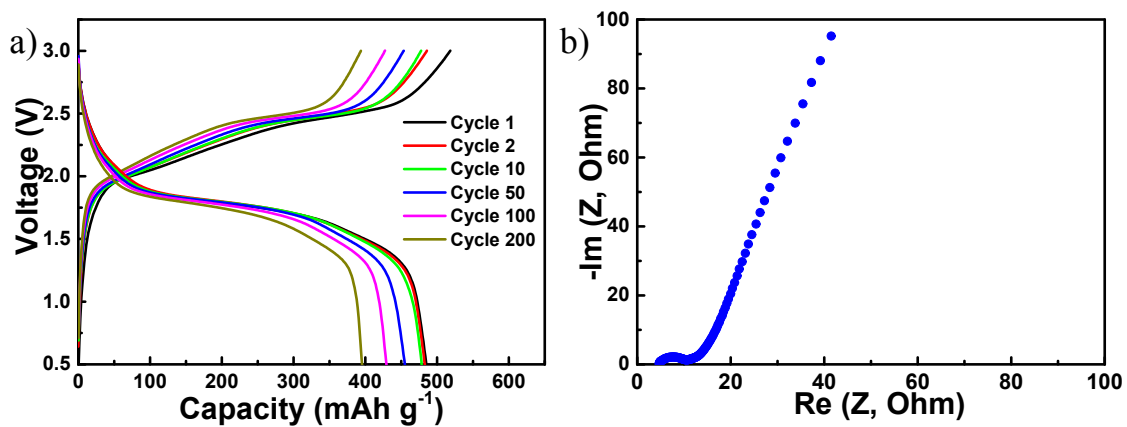 a)
3.0
2.5
2.0
1.5
1.0
0.5
Voltage (V)
0 100 200 300 400 500 600
Capacity (mAh g⁻¹)
Cycle 1
Cycle 2
Cycle 10
Cycle 50
Cycle 100
Cycle 200
b)
100
80
60
40
20
0
-Im (Z, Ohm)
0 20 40 60 80 100
Re (Z, Ohm)